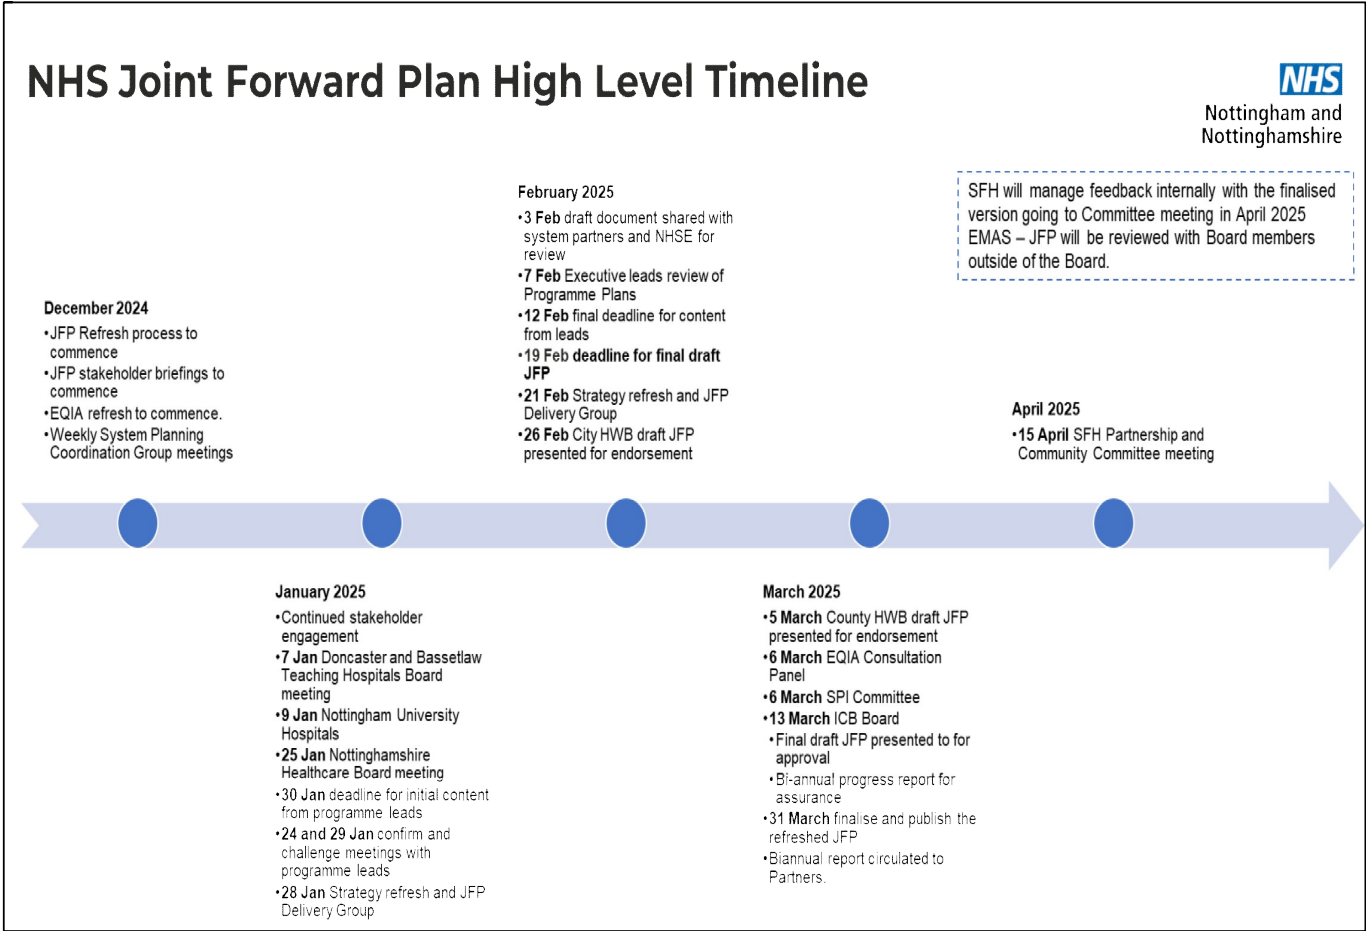 NHS Joint Forward Plan High Level Timeline
NHS
Nottingham and
Nottinghamshire
SFH will manage feedback internally with the finalised
version going to Committee meeting in April 2025
EMAS – JFP will be reviewed with Board members
outside of the Board.
December 2024
•JFP Refresh process to
commence
•JFP stakeholder briefings to
commence
•EQIA refresh to commence.
•Weekly System Planning
Coordination Group meetings
January 2025
•Continued stakeholder
engagement
•7 Jan Doncaster and Bassetlaw
Teaching Hospitals Board
meeting
•9 Jan Nottingham University
Hospitals
•25 Jan Nottinghamshire
Healthcare Board meeting
•30 Jan deadline for initial content
from programme leads
•24 and 29 Jan confirm and
challenge meetings with
programme leads
•28 Jan Strategy refresh and JFP
Delivery Group
February 2025
•3 Feb draft document shared with
system partners and NHSE for
review
•7 Feb Executive leads review of
Programme Plans
•12 Feb final deadline for content
from leads
•19 Feb deadline for final draft
JFP
•21 Feb Strategy refresh and JFP
Delivery Group
•26 Feb City HWB draft JFP
presented for endorsement
March 2025
•5 March County HWB draft JFP
presented for endorsement
•6 March EQIA Consultation
Panel
•6 March SPI Committee
•13 March ICB Board
•Final draft JFP presented to for
approval
•Bi-annual progress report for
assurance
•31 March finalise and publish the
refreshed JFP
•Biannual report circulated to
Partners.
April 2025
•15 April SFH Partnership and
Community Committee meeting